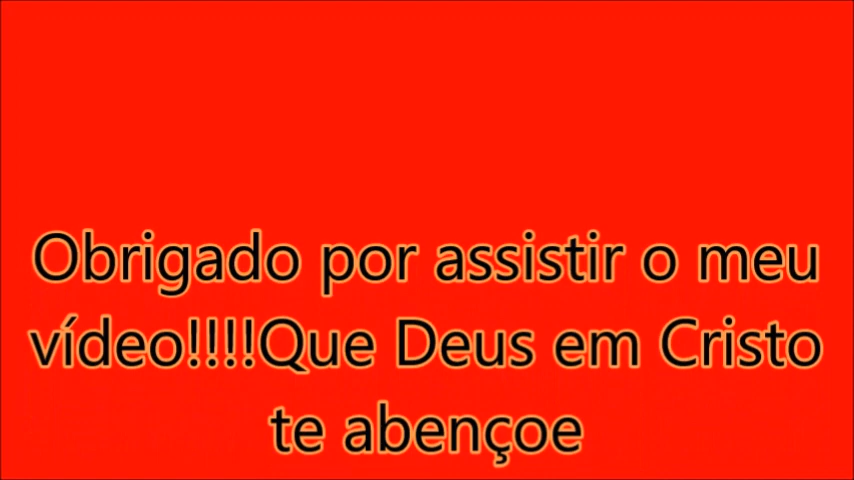 Obrigado por assistir o meu
vídeo!!!!Que Deus em Cristo
te abençoe